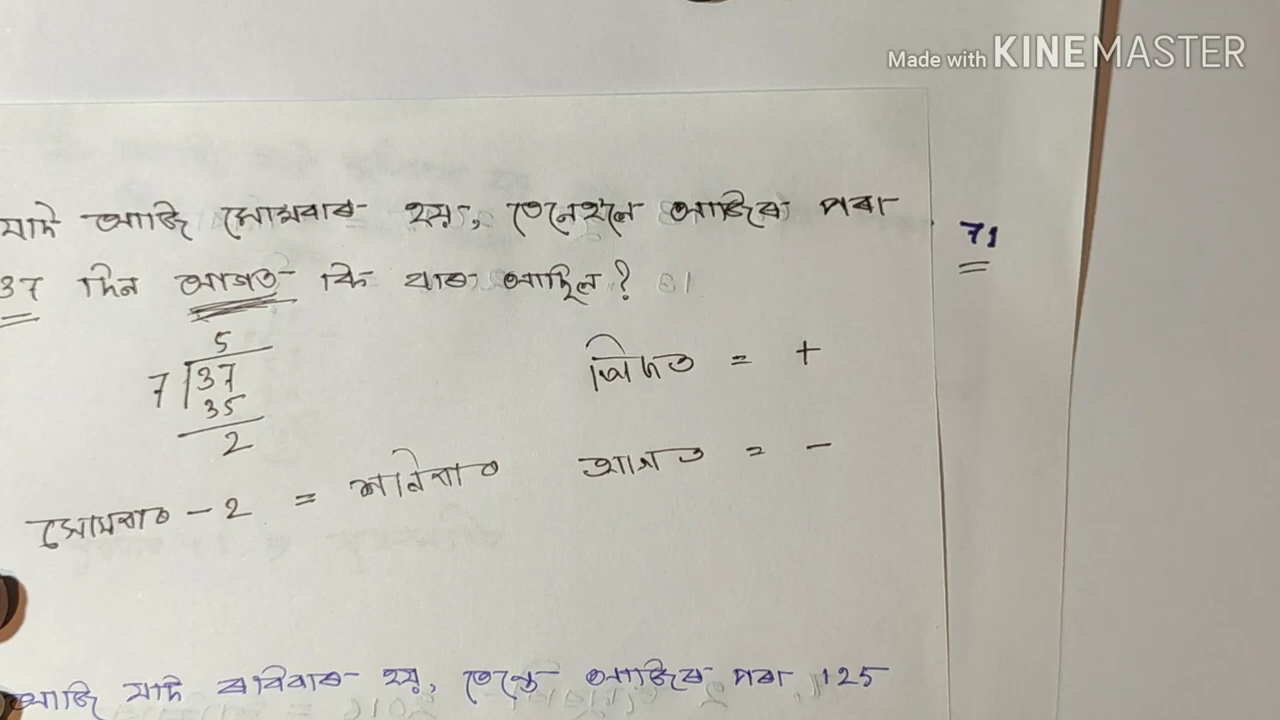 Made with KINEMASTER
যদি আজি সোমবাৰ হয়, তেনেহলে আজিৰ পৰা
37 দিন আগত কি বাৰ আছিল?
71
5
7 37
35
2
পিছত = +
আগত = -
সোমবাৰ - 2 = শনিবাৰ
আজি যদি ৰবিবাৰ হয়, তেন্তে আজিৰ পৰা 125